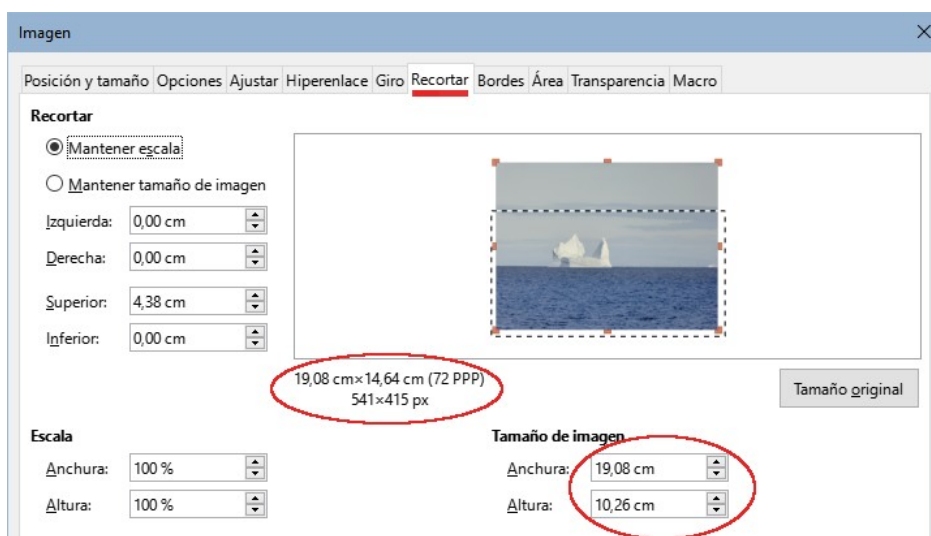 Imagen
Posición y tamaño Opciones Ajustar Hiperenlace Giro Recortar Bordes Área Transparencia Macro
Recortar
Mantener escala
Mantener tamaño de imagen
Izquierda: 0,00 cm
Derecha: 0,00 cm
Superior: 4,38 cm
Inferior: 0,00 cm
19,08 cm×14,64 cm (72 PPP)
541×415 px
Tamaño original
Escala
Anchura: 100 %
Altura: 100 %
Tamaño de imagen
Anchura: 19,08 cm
Altura: 10,26 cm